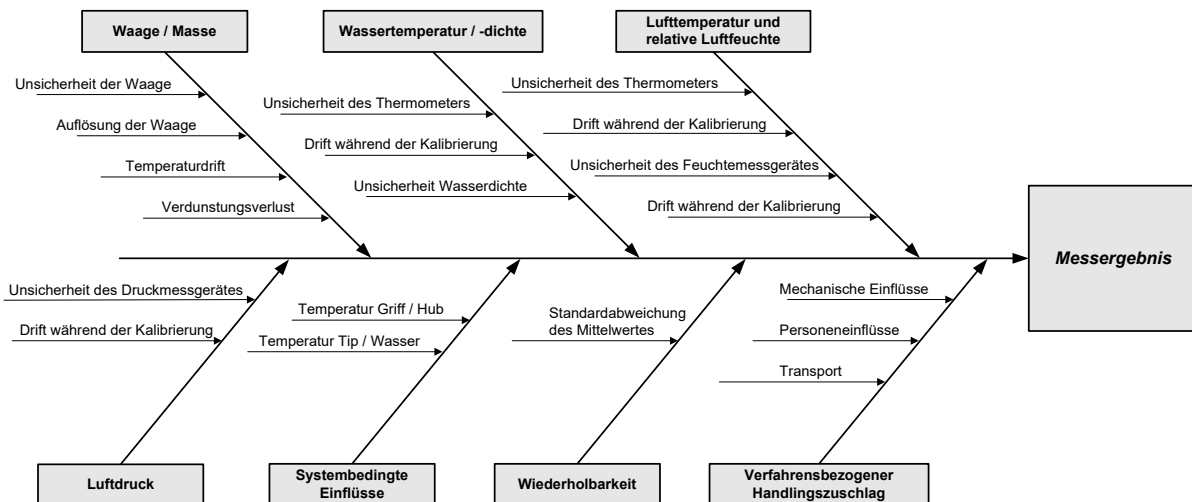 Waage / Masse
Wassertemperatur / -dichte
Lufttemperatur und
relative Luftfeuchte
Unsicherheit der Waage
Auflösung der Waage
Temperaturdrift
Verdunstungsverlust
Unsicherheit des Thermometers
Drift während der Kalibrierung
Unsicherheit Wasserdichte
Unsicherheit des Thermometers
Drift während der Kalibrierung
Unsicherheit des Feuchtemessgerätes
Drift während der Kalibrierung
Messergebnis
Unsicherheit des Druckmessgerätes
Drift während der Kalibrierung
Temperatur Griff / Hub
Temperatur Tip / Wasser
Standardabweichung
des Mittelwertes
Mechanische Einflüsse
Personeneinflüsse
Transport
Luftdruck
Systembedingte
Einflüsse
Wiederholbarkeit
Verfahrensbezogener
Handlingszuschlag